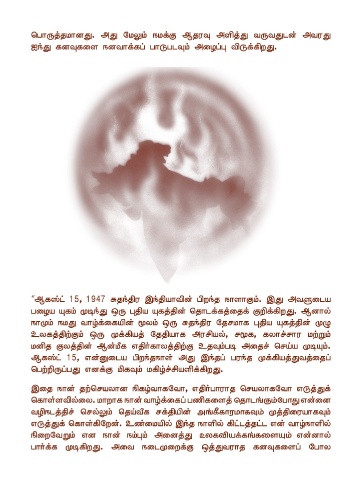 பொருத்தமானது. அது மேலும் நமக்கு ஆதரவு அளித்து வருவதுடன் அவரது
ஐந்து கனவுகளை நனவாக்கப் பாடுபடவும் அழைப்பு விடுக்கிறது.
“ஆகஸ்ட் 15, 1947 சுதந்திர இந்தியாவின் பிறந்த நாளாகும். இது அவளுடைய
பழைய யுகம் முடிந்து ஒரு புதிய யுகத்தின் தொடக்கத்தைக் குறிக்கிறது. ஆனால்
நாமும் நமது வாழ்க்கையின் மூலம் ஒரு சுதந்திர தேசமாக புதிய யுகத்தின் முழு
உலகத்திற்கும் ஒரு முக்கியத் தேதியாக அரசியல், சமூக, கலாச்சார மற்றும்
மனித குலத்தின் ஆன்மீக எதிர்காலத்திற்கு உதவும்படி அதைச் செய்ய முடியும்.
ஆகஸ்ட் 15, என்னுடைய பிறந்தநாள் அது இந்தப் பரந்த முக்கியத்துவத்தைப்
பெற்றிருப்பது எனக்கு மிகவும் மகிழ்ச்சியளிக்கிறது.
இதை நான் தற்செயலான நிகழ்வாகவோ, எதிர்பாராத செயலாகவோ எடுத்துக்
கொள்ளவில்லை. மாறாக நான் வாழ்க்கைப் பணிகளைத் தொடங்கும்போது என்னை
வழிநடத்திச் செல்லும் தெய்வீக சக்தியின் அங்கீகாரமாகவும் முத்திரையாகவும்
எடுத்துக் கொள்கிறேன். உண்மையில் இந்த நாளில் கிட்டத்தட்ட என் வாழ்நாளில்
நிறைவேறும் என நான் நம்பும் அனைத்து உலகவியக்கங்களையும் என்னால்
பார்க்க முடிகிறது. அவை நடைமுறைக்கு ஒத்துவராத கனவுகளைப் போல